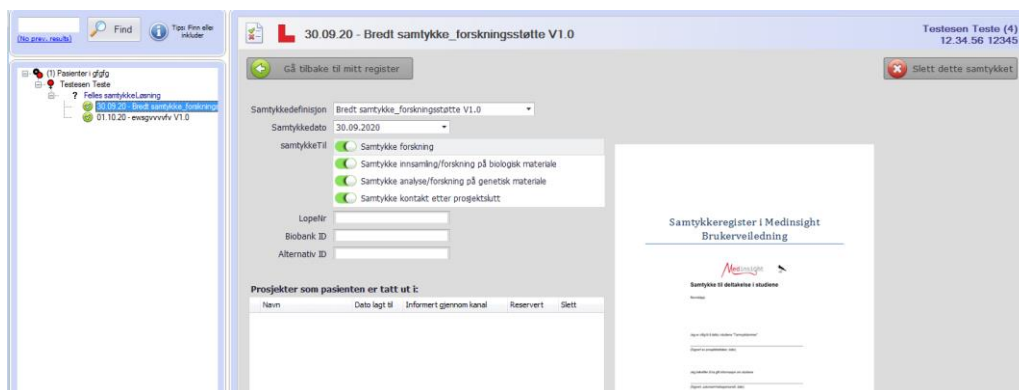 Find
Tips: Finn eller
inkluder
(No prev. results)
30.09.20 - Bredt samtykke_forskningsstøtte V1.0
Testesen Teste (4)
12.34.56 12345
(1) Pasienter i gfgfg
Testesen Teste
? Felles samtykkeLøsning
30.09.20 - Bredt samtykke_forsknings
01.10.20 - ewsgvvvvfv V1.0
Gå tilbake til mitt register
Slett dette samtykket
Samtykkedefinisjon Bredt samtykke_forskningsstøtte V1.0
Samtykkedato 30.09.2020
samtykkeTil Samtykke forskning
Samtykke innsamling/forskning på biologisk materiale
Samtykke analyse/forskning på genetisk materiale
Samtykke kontakt etter prosjektslutt
LopeNr
Biobank ID
Alternativ ID
Prosjekter som pasienten er tatt ut i:
Navn Dato lagt til Informert gjennom kanal Reservert Slett
Samtykkeregister i Medinsight
Brukerveiledning
Medinsight
Samtykke til deltakelse i studiene